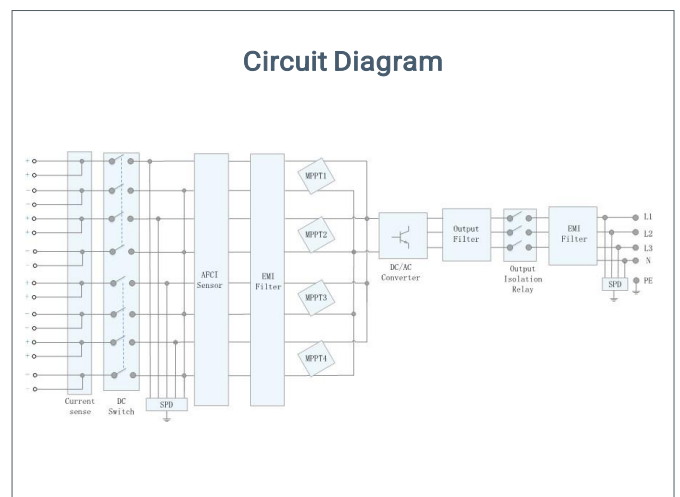 Circuit Diagram
+
+
-
-
+
+
-
-
+
+
-
-
+
+
-
-
Current
sense
DC
Switch
SPD
AFCI
Sensor
EMI
Filter
MPPT1
MPPT2
MPPT3
MPPT4
DC/AC
Converter
Output
Filter
Output
Isolation
Relay
EMI
Filter
L1
L2
L3
N
PE
SPD